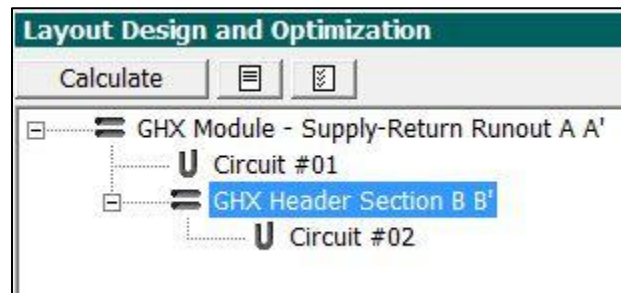 Layout Design and Optimization
Calculate
GHX Module - Supply-Return Runout A A'
Circuit #01
GHX Header Section B B'
Circuit #02